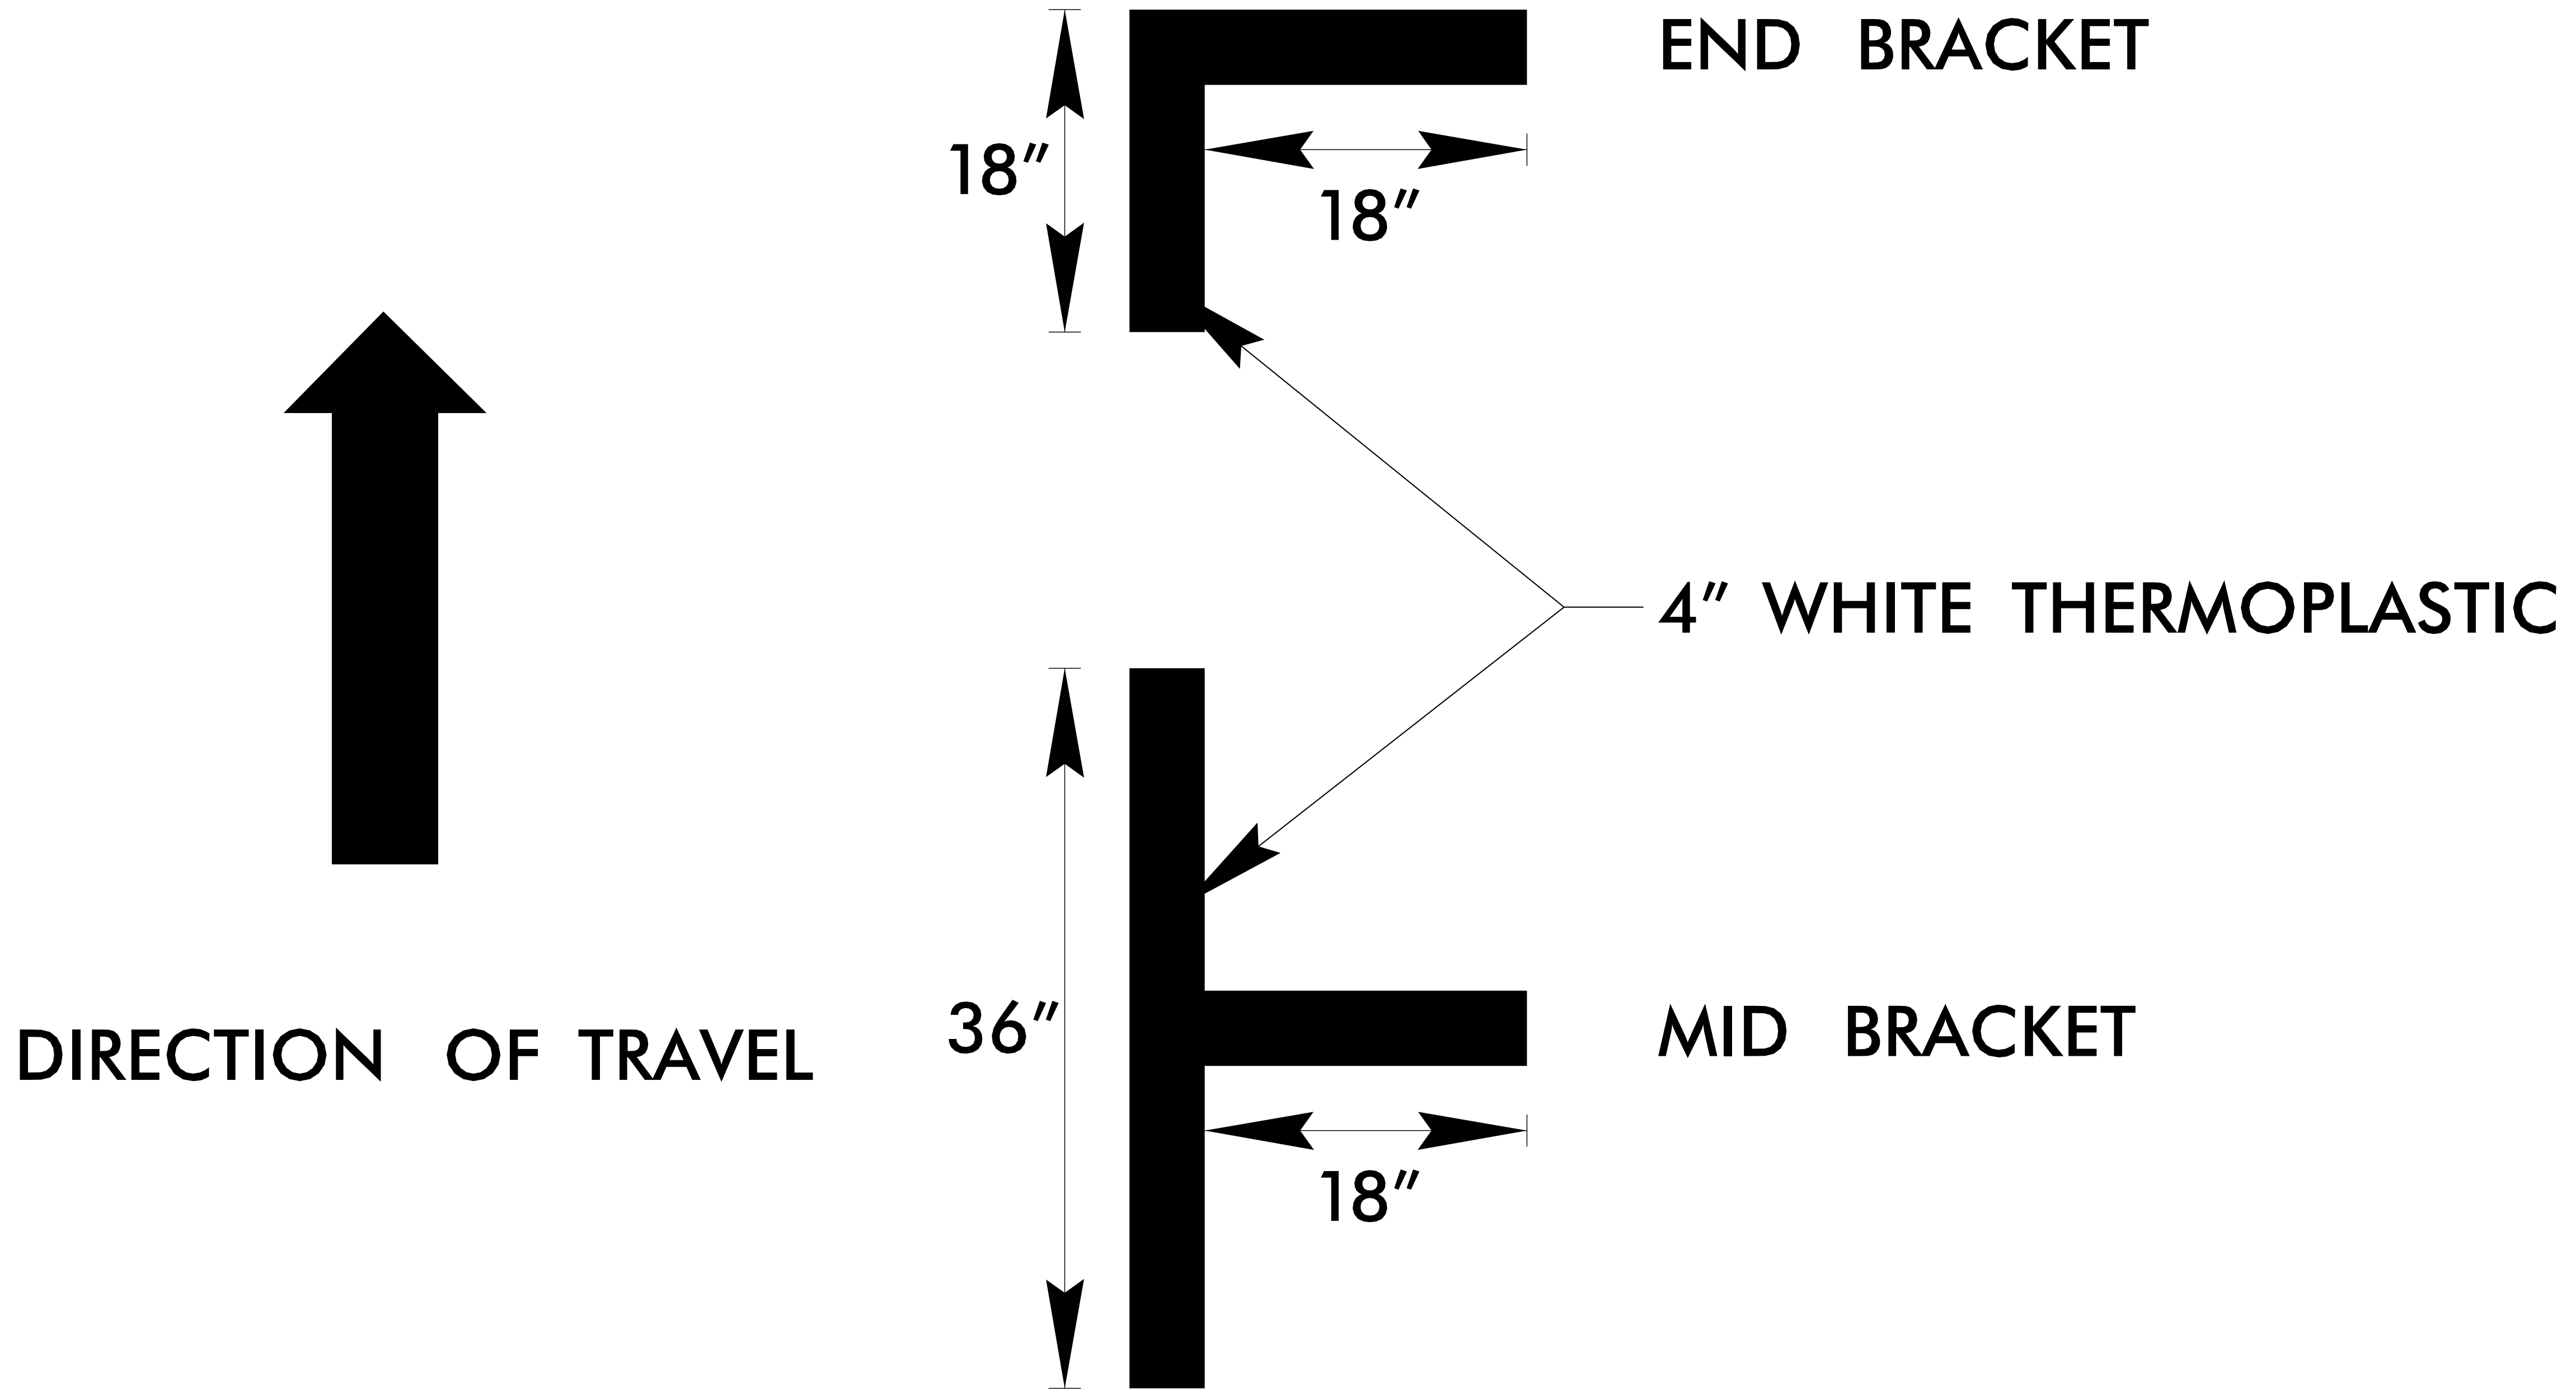 END BRACKET
18″
18″
4″ WHITE THERMOPLASTIC
36″
MID BRACKET
DIRECTION OF TRAVEL
18″